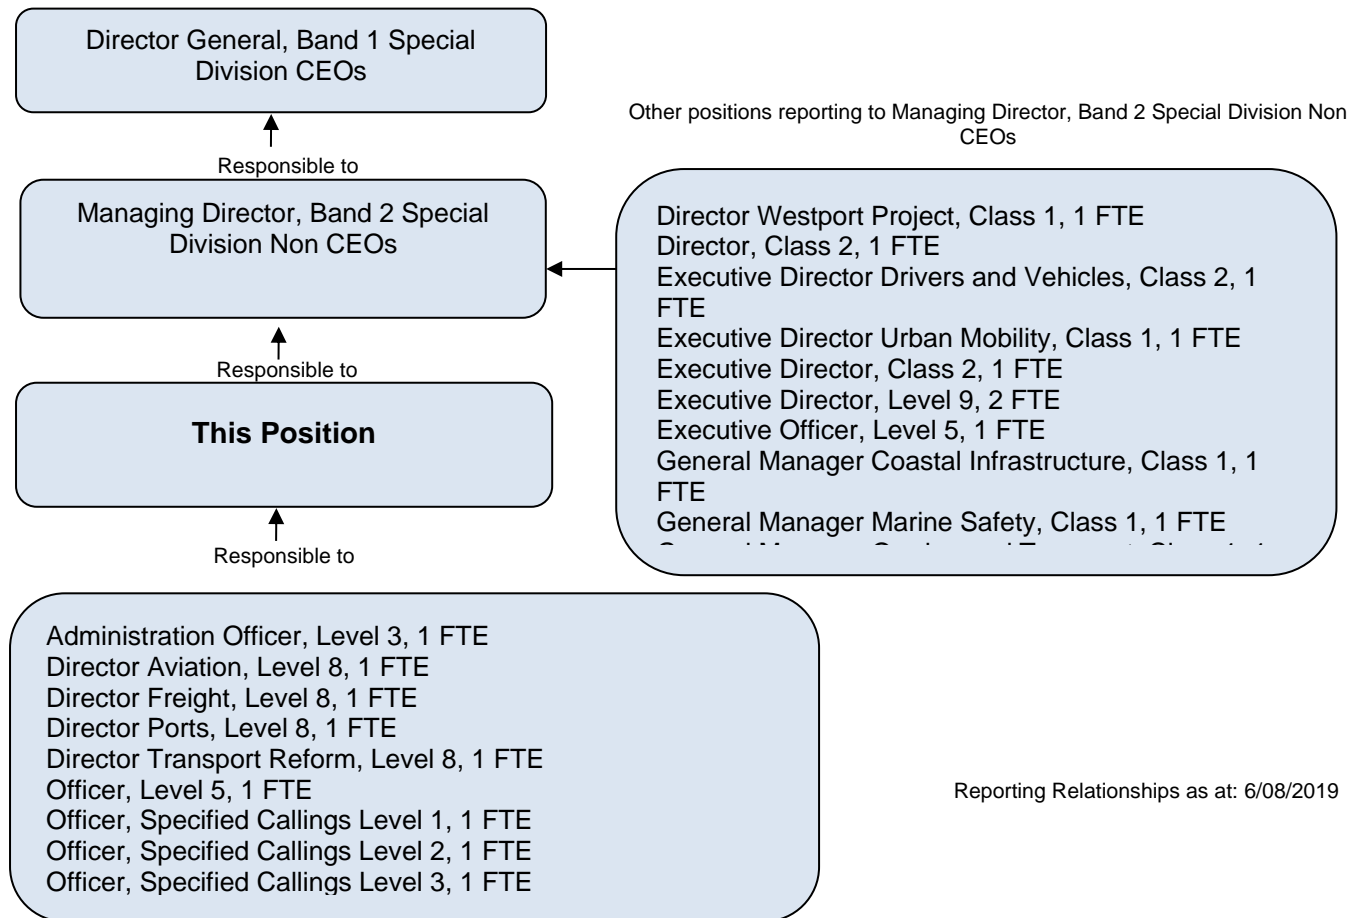 Director General, Band 1 Special
Division CEOs
Responsible to
Managing Director, Band 2 Special
Division Non CEOs
Responsible to
This Position
Responsible to
Other positions reporting to Managing Director, Band 2 Special Division Non
CEOs
Director Westport Project, Class 1, 1 FTE
Director, Class 2, 1 FTE
Executive Director Drivers and Vehicles, Class 2, 1
FTE
Executive Director Urban Mobility, Class 1, 1 FTE
Executive Director, Class 2, 1 FTE
Executive Director, Level 9, 2 FTE
Executive Officer, Level 5, 1 FTE
General Manager Coastal Infrastructure, Class 1, 1
FTE
General Manager Marine Safety, Class 1, 1 FTE
Administration Officer, Level 3, 1 FTE
Director Aviation, Level 8, 1 FTE
Director Freight, Level 8, 1 FTE
Director Ports, Level 8, 1 FTE
Director Transport Reform, Level 8, 1 FTE
Officer, Level 5, 1 FTE
Officer, Specified Callings Level 1, 1 FTE
Officer, Specified Callings Level 2, 1 FTE
Officer, Specified Callings Level 3, 1 FTE
Reporting Relationships as at: 6/08/2019